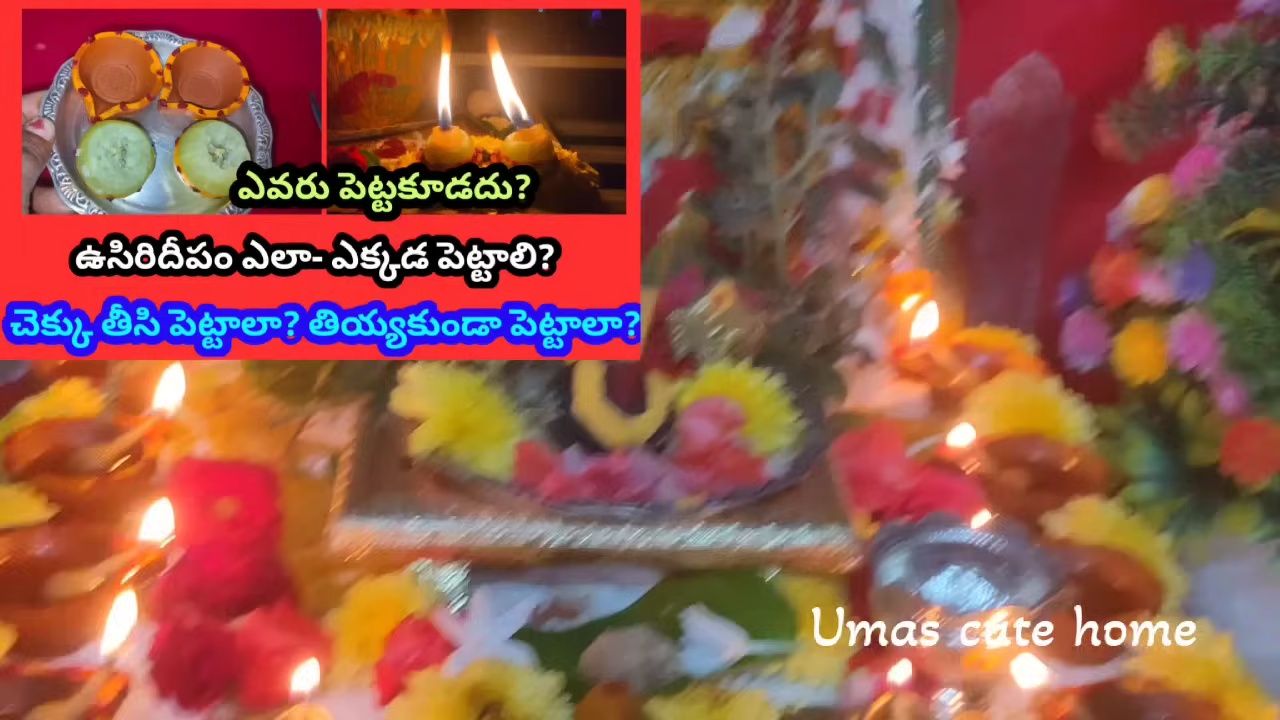 ఎవరు పెట్టకూడదు?
ఉసిరిదీపం ఎలా- ఎక్కడ పెట్టాలి?
చెక్కు తీసి పెట్టాలా? తియ్యకుండా పెట్టాలా?
Umas cute home